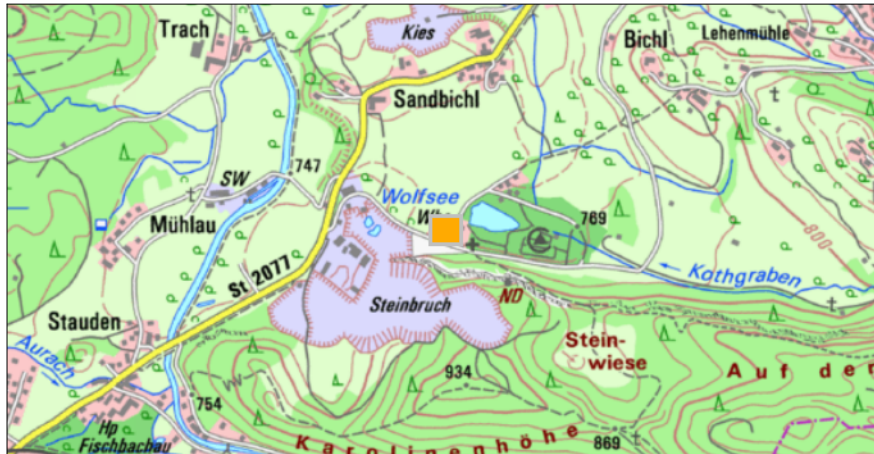 Trach
Kies
Bichl
Lehenmühle
Sandbichl
SW
747
Wolfsee
Mühlau
769
800
St 2077
Kothgraben
Steinbruch
ND
Stauden
Stein-
wiese
Aurach
934
Auf der
754
Hp
Fischbachau
Karolinenhöhe
869